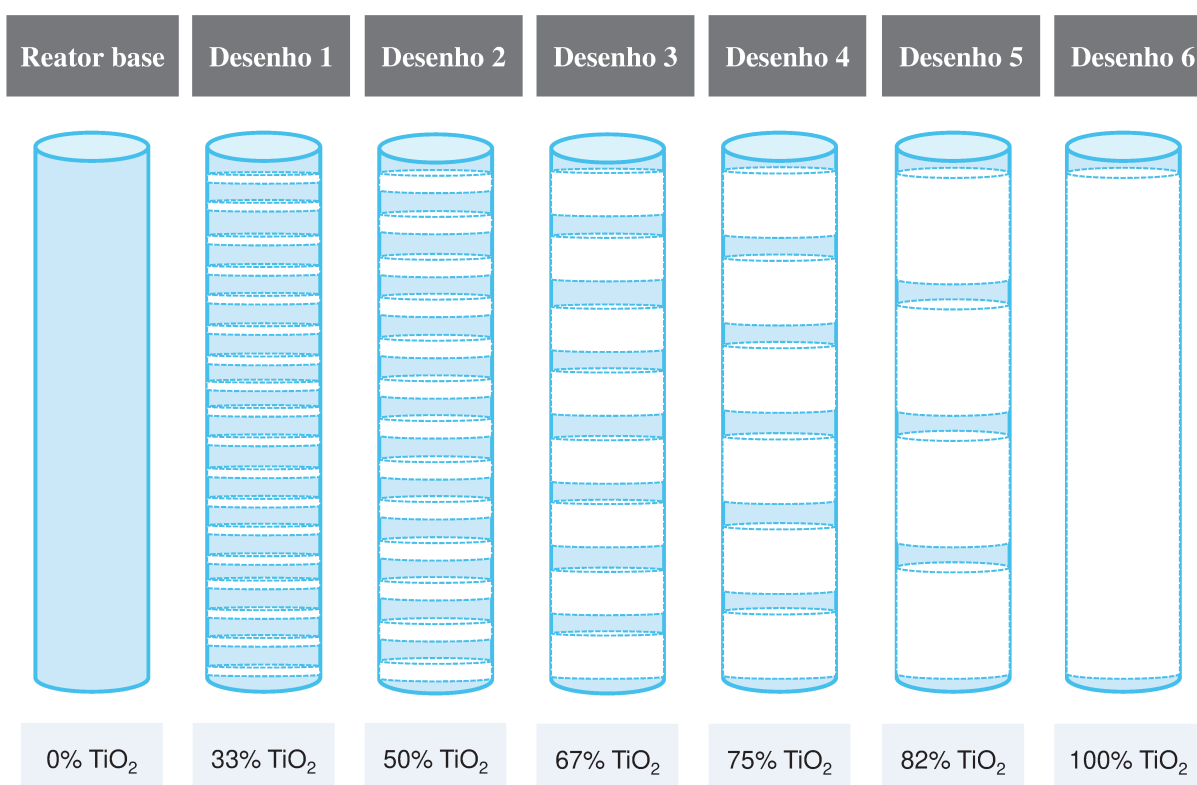 Reator base
Desenho 1
Desenho 2
Desenho 3
Desenho 4
Desenho 5
Desenho 6
0% TiO₂
33% TiO₂
50% TiO₂
67% TiO₂
75% TiO₂
82% TiO₂
100% TiO₂